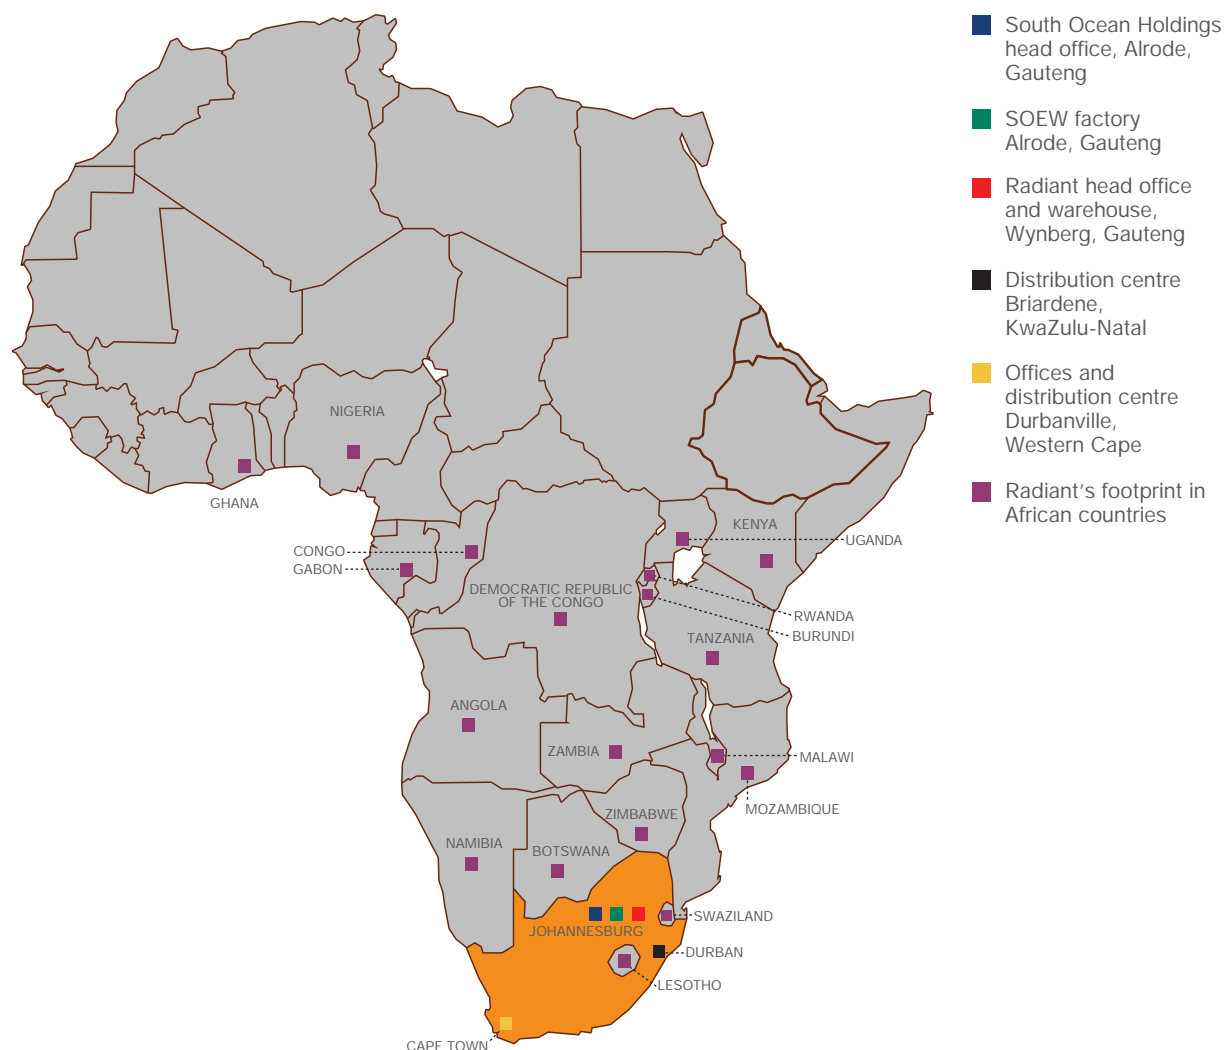 South Ocean Holdings
head office, Alrode,
Gauteng
SOEW factory
Alrode, Gauteng
Radiant head office
and warehouse,
Wynberg, Gauteng
Distribution centre
Briardene,
KwaZulu-Natal
Offices and
distribution centre
Durbanville,
Western Cape
Radiant's footprint in
African countries
NIGERIA
GHANA
CONGO
GABON
KENYA
UGANDA
DEMOCRATIC REPUBLIC
OF THE CONGO
RWANDA
BURUNDI
TANZANIA
ANGOLA
ZAMBIA
MALAWI
MOZAMBIQUE
ZIMBABWE
NAMIBIA
BOTSWANA
SWAZILAND
JOHANNESBURG
DURBAN
LESOTHO
CAPE TOWN